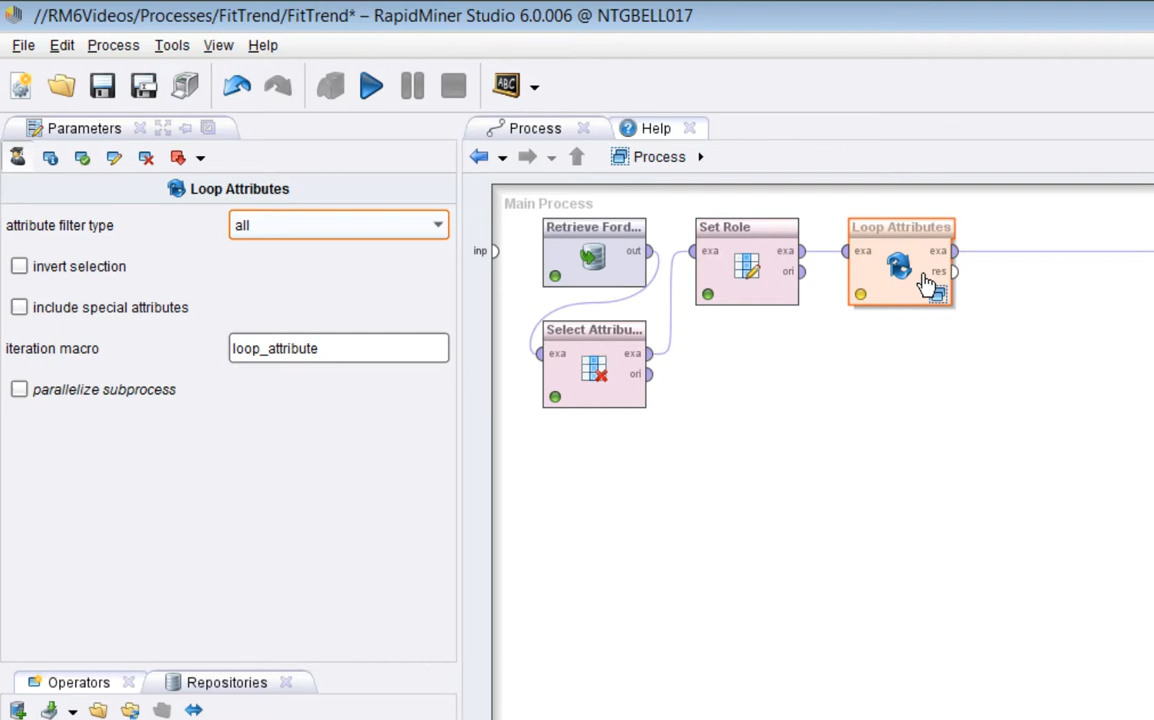 //RM6Videos/Processes/FitTrend/FitTrend* – RapidMiner Studio 6.0.006 @ NTGBELL017
File Edit Process Tools View Help
ABC
Parameters
Process
Help
Process
Loop Attributes
attribute filter type
all
invert selection
include special attributes
iteration macro
loop_attribute
parallelize subprocess
Main Process
Retrieve Ford...
Set Role
Loop Attributes
inp
out
exa
exa
exa
exa
ori
res
Select Attribu...
exa
exa
ori
Operators
Repositories